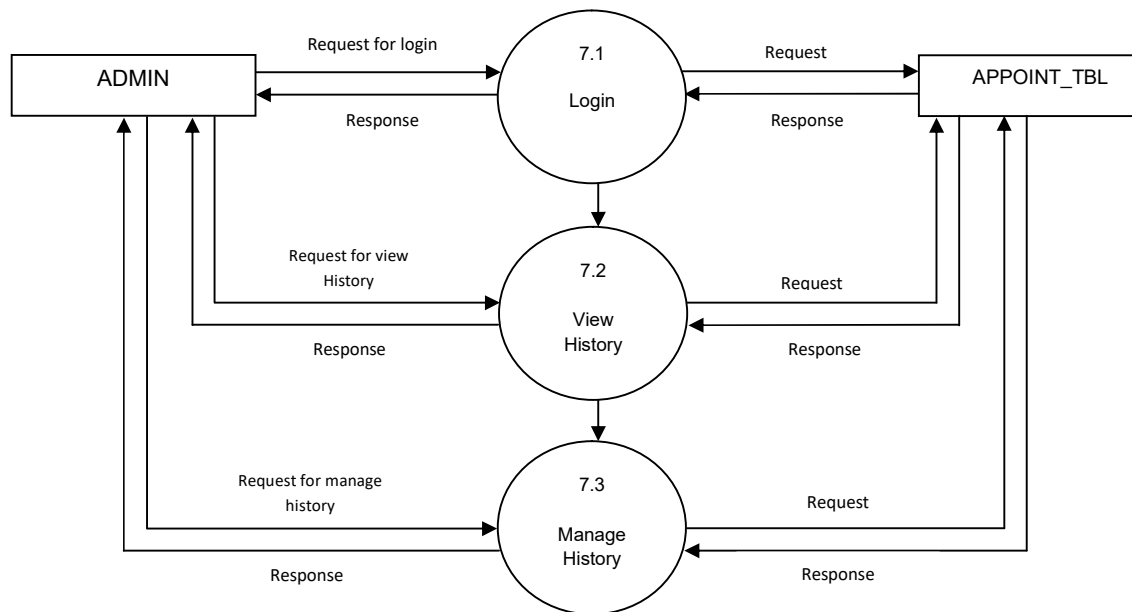 Request for login
7.1
Login
Request
ADMIN
APPOINT_TBL
Response
Response
Request for view
History
7.2
View
History
Request
Response
Response
Request for manage
history
7.3
Manage
History
Request
Response
Response